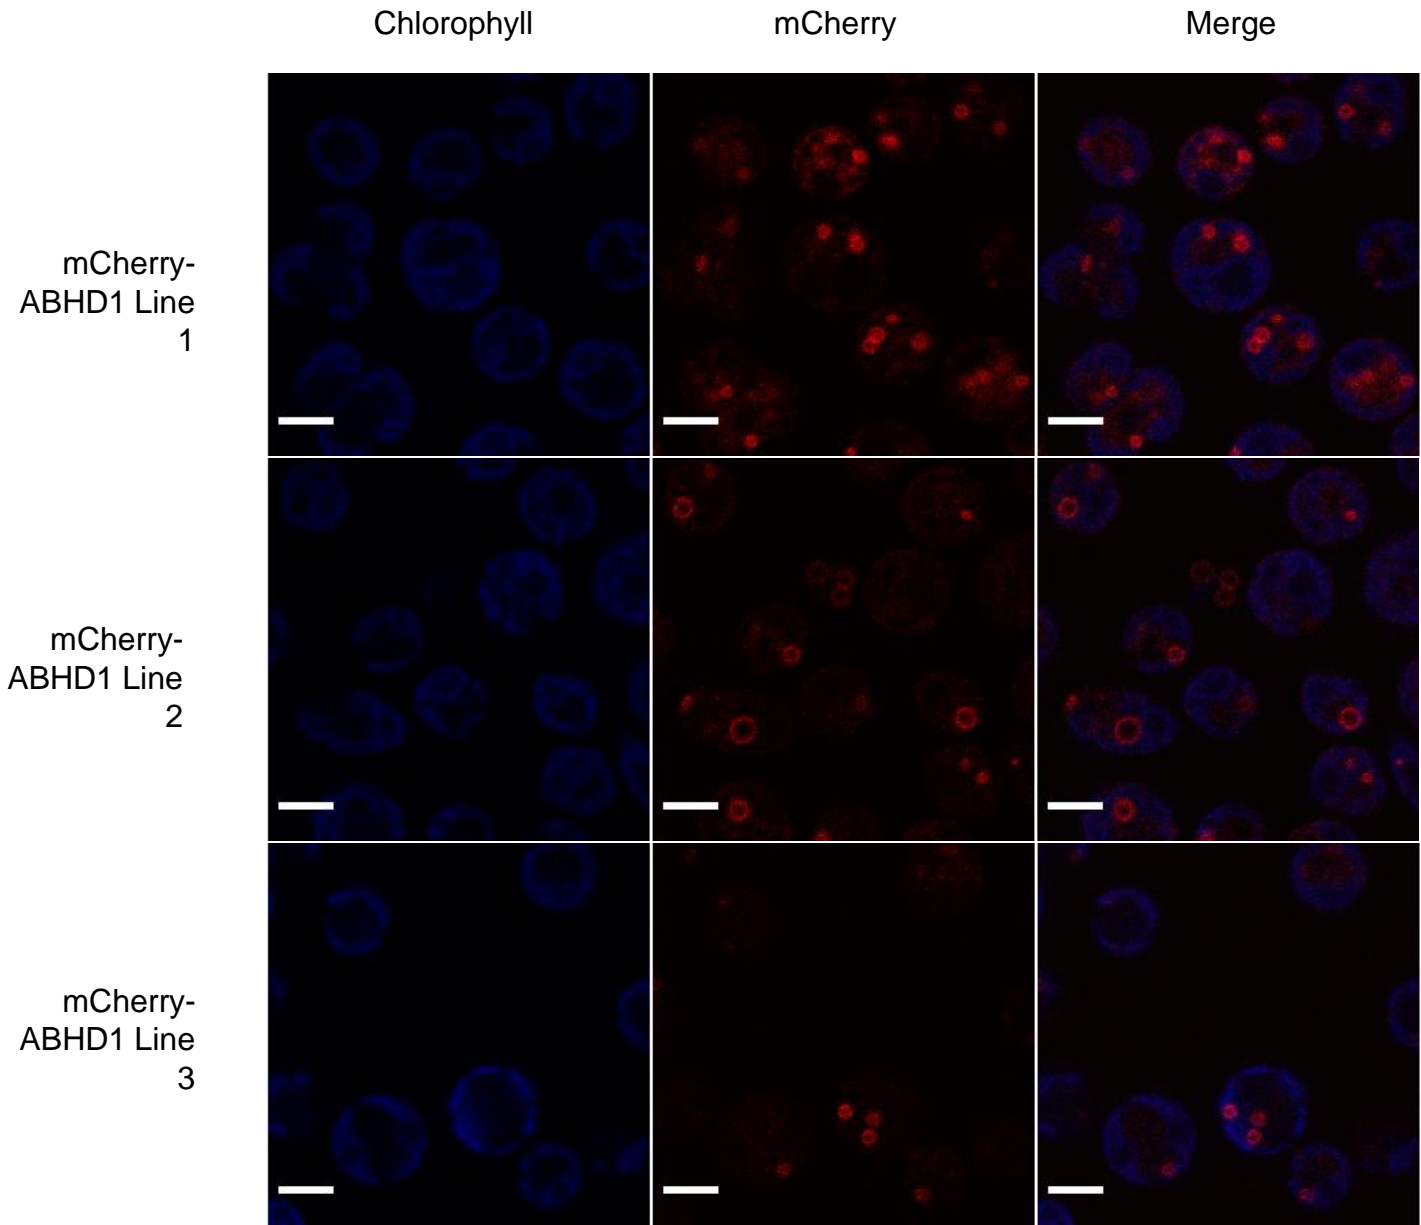 Chlorophyll mCherry Merge
mCherry-
ABHD1 Line
1
mCherry-
ABHD1 Line
2
mCherry-
ABHD1 Line
3